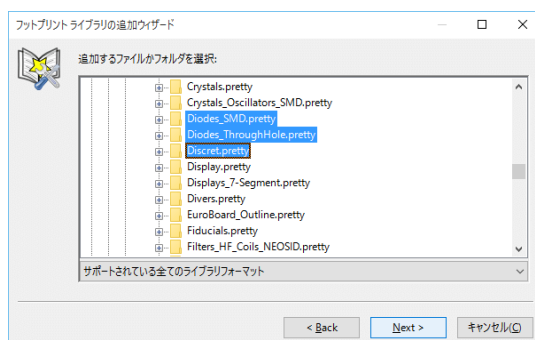 フットプリント ライブラリの追加ウィザード
追加するファイルかフォルダを選択:
Crystals.pretty
Crystals_Oscillators_SMD.pretty
Diodes_SMD.pretty
Diodes_ThroughHole.pretty
Discret.pretty
Display.pretty
Displays_7-Segment.pretty
Divers.pretty
EuroBoard_Outline.pretty
Fiducials.pretty
Filters_HF_Coils_NEOSID.pretty
サポートされている全てのライブラリフォーマット
< Back Next > キャンセル(C)